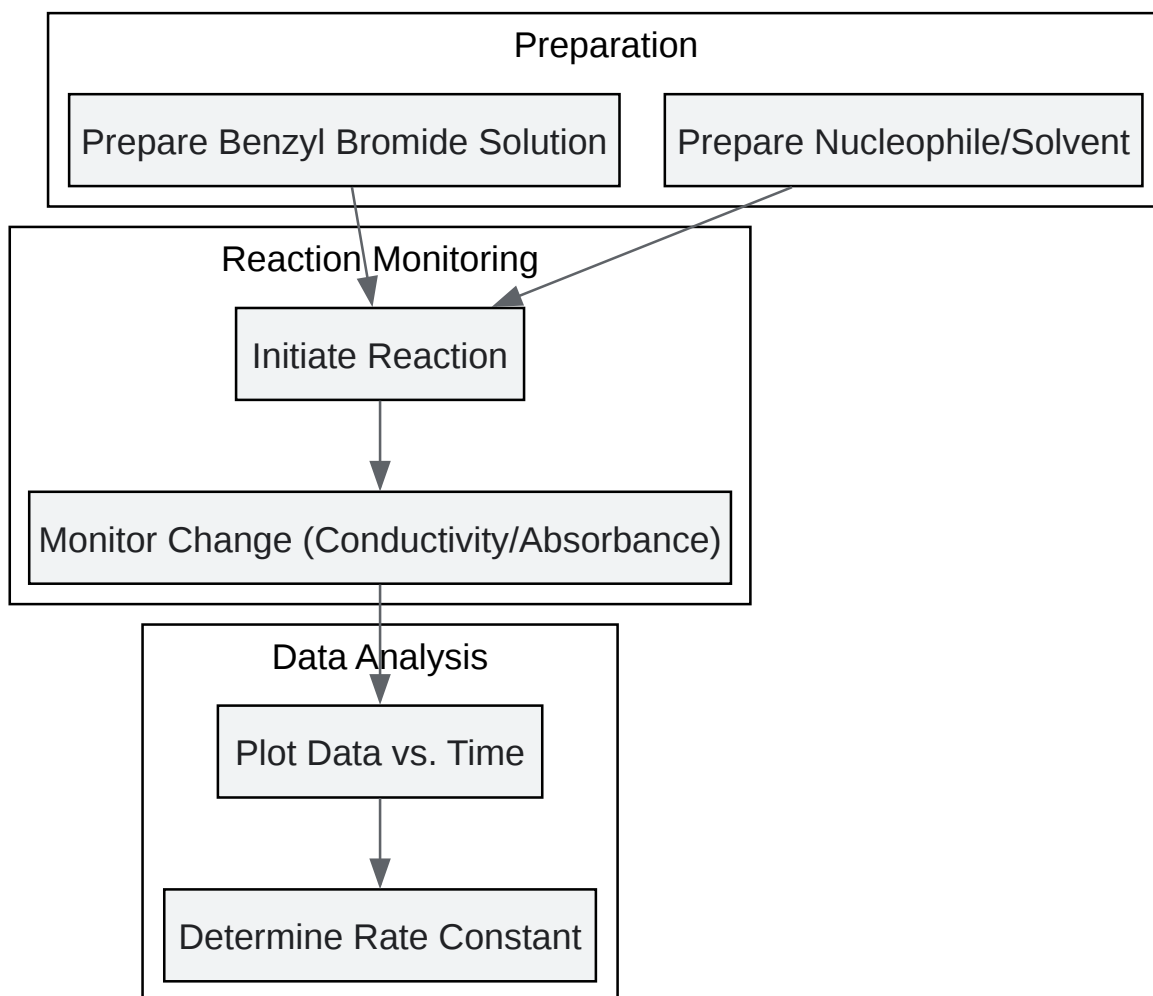 Preparation
Prepare Benzyl Bromide Solution
Prepare Nucleophile/Solvent
Reaction Monitoring
Initiate Reaction
Monitor Change (Conductivity/Absorbance)
Data Analysis
Plot Data vs. Time
Determine Rate Constant